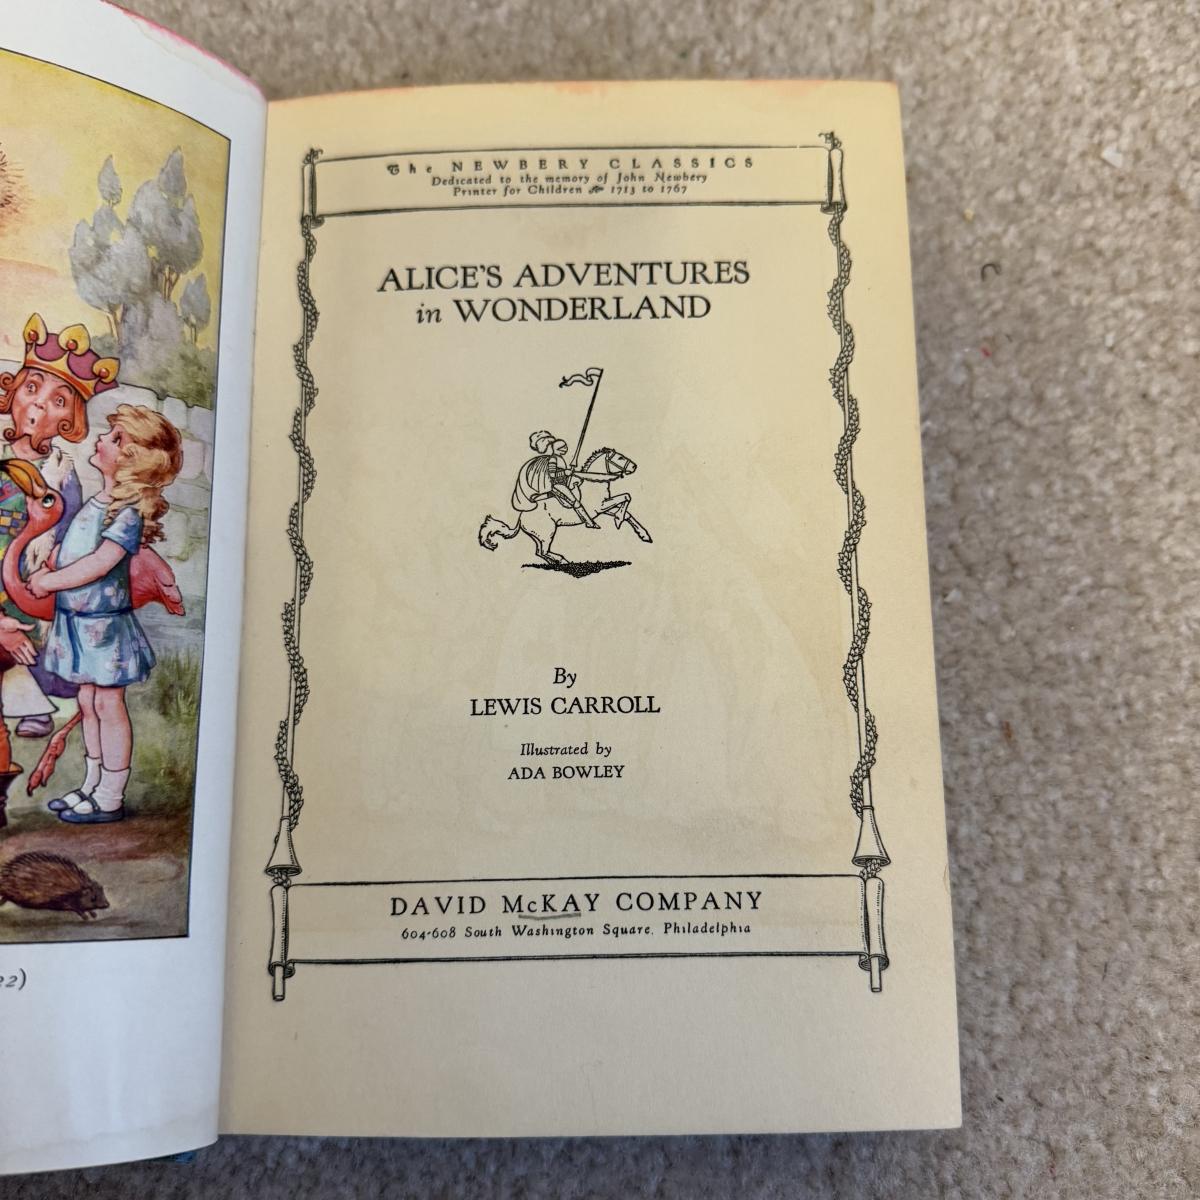 The NEWBERY CLASSICS
Dedicated to the memory of John Newbery
Printer for Children 1713 to 1767
ALICE'S ADVENTURES
in WONDERLAND
By
LEWIS CARROLL
Illustrated by
ADA BOWLEY
DAVID McKAY COMPANY
604-608 South Washington Square, Philadelphia
22)